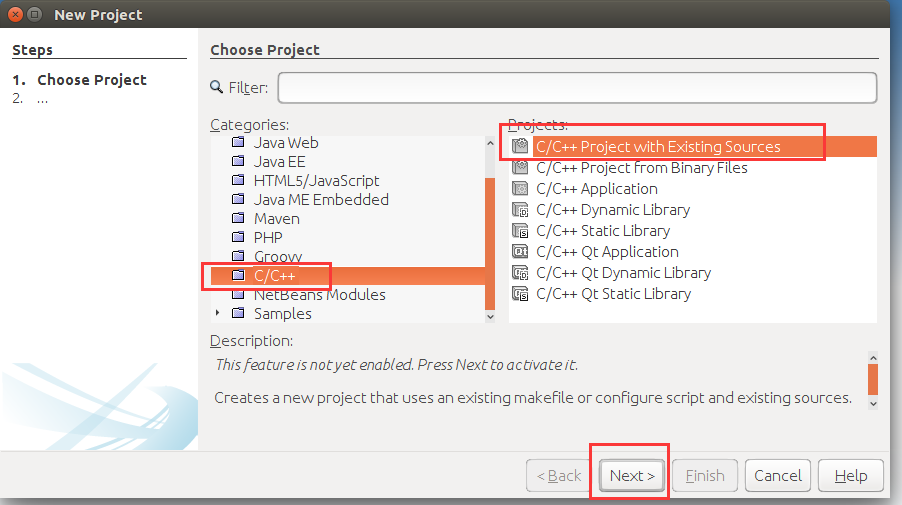 New Project
Steps
1. Choose Project
2. ...
Choose Project
Filter:
Categories:
Java Web
Java EE
HTML5/JavaScript
Java ME Embedded
Maven
PHP
Groovy
C/C++
NetBeans Modules
Samples
Projects:
C/C++ Project with Existing Sources
C/C++ Project from Binary Files
C/C++ Application
C/C++ Dynamic Library
C/C++ Static Library
C/C++ Qt Application
C/C++ Qt Dynamic Library
C/C++ Qt Static Library
Description:
This feature is not yet enabled. Press Next to activate it.
Creates a new project that uses an existing makefile or configure script and existing sources.
< Back Next > Finish Cancel Help